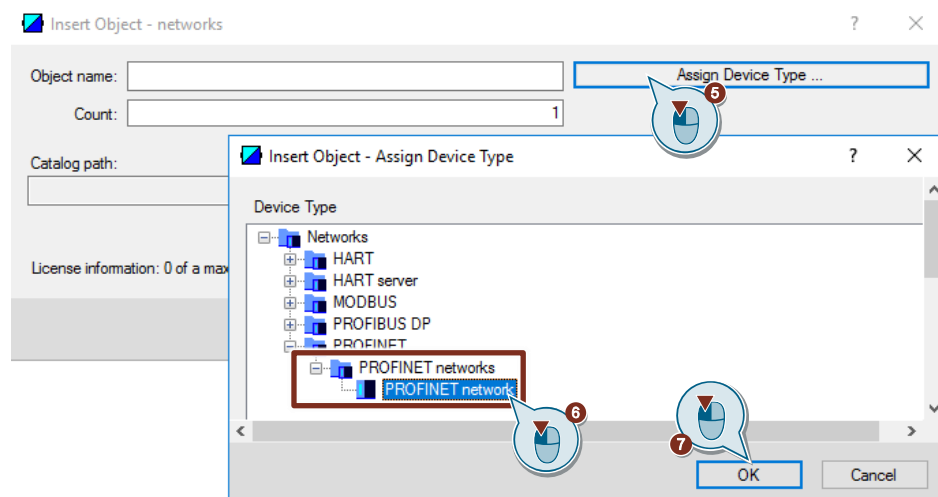 Insert Object - networks ? ×
Object name:
Assign Device Type ...
5
Count: 1
Catalog path:
License information: 0 of a max
Insert Object - Assign Device Type ? ×
Device Type
Networks
HART
HART server
MODBUS
PROFIBUS DP
PROFINET
PROFINET networks
PROFINET network
6
7
OK Cancel